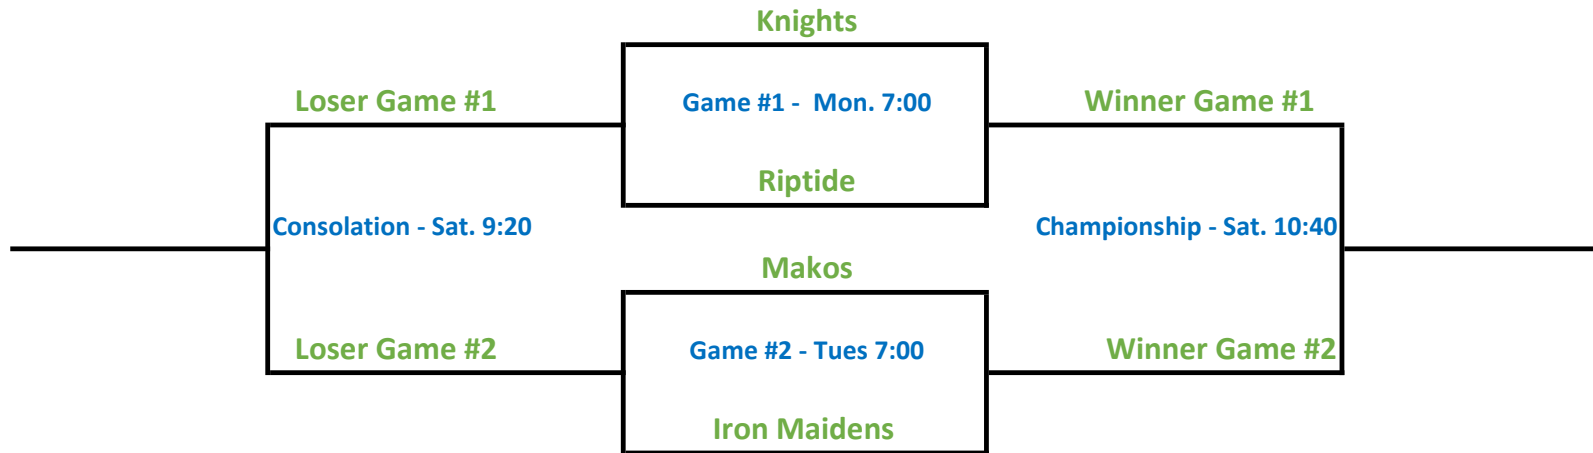 Knights
Loser Game #1
Game #1 - Mon. 7:00
Winner Game #1
Riptide
Consolation - Sat. 9:20
Championship - Sat. 10:40
Makos
Loser Game #2
Game #2 - Tues 7:00
Winner Game #2
Iron Maidens